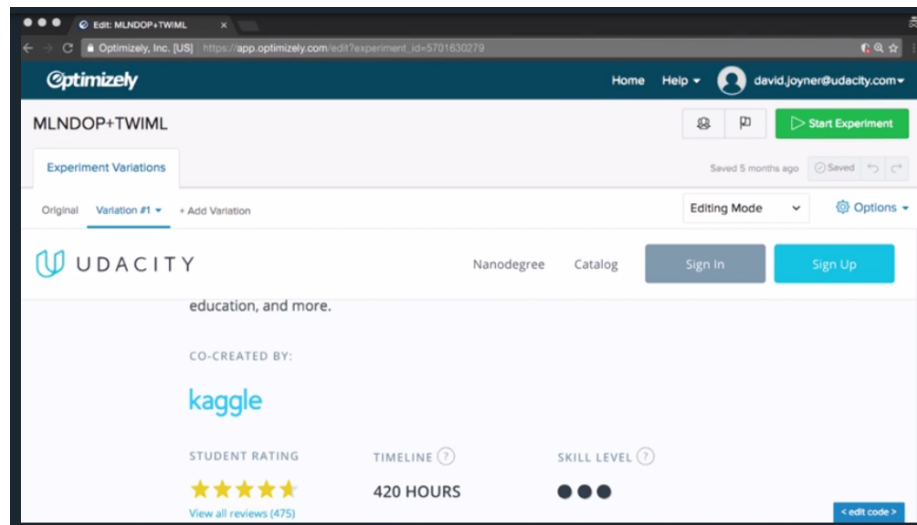 Edit: MLNDOP+TWIML
Optimizely, Inc. [US] https://app.optimizely.com/edit?experiment_id=5701630279
Optimizely Home Help david.joyner@udacity.com
MLNDOP+TWIML Start Experiment
Experiment Variations Saved 5 months ago Saved
Original Variation #1 + Add Variation Editing Mode Options
UDACITY Nanodegree Catalog Sign In Sign Up
education, and more.
CO-CREATED BY:
kaggle
STUDENT RATING TIMELINE ? SKILL LEVEL ?
420 HOURS
View all reviews (475) < edit code >